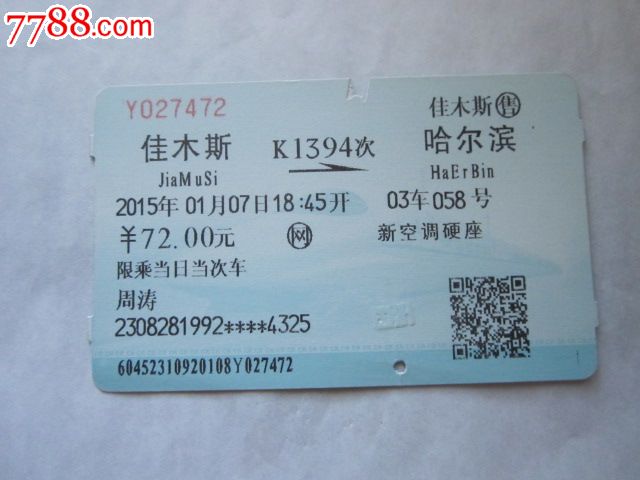 7788.com
Y027472
佳木斯 售
佳木斯 K1394次 哈尔滨
JiaMuSi HaErBin
2015年01月07日18:45开 03车058号
¥72.00元 网 新空调硬座
限乘当日当次车
周涛
2308281992****4325
60452310920108Y027472